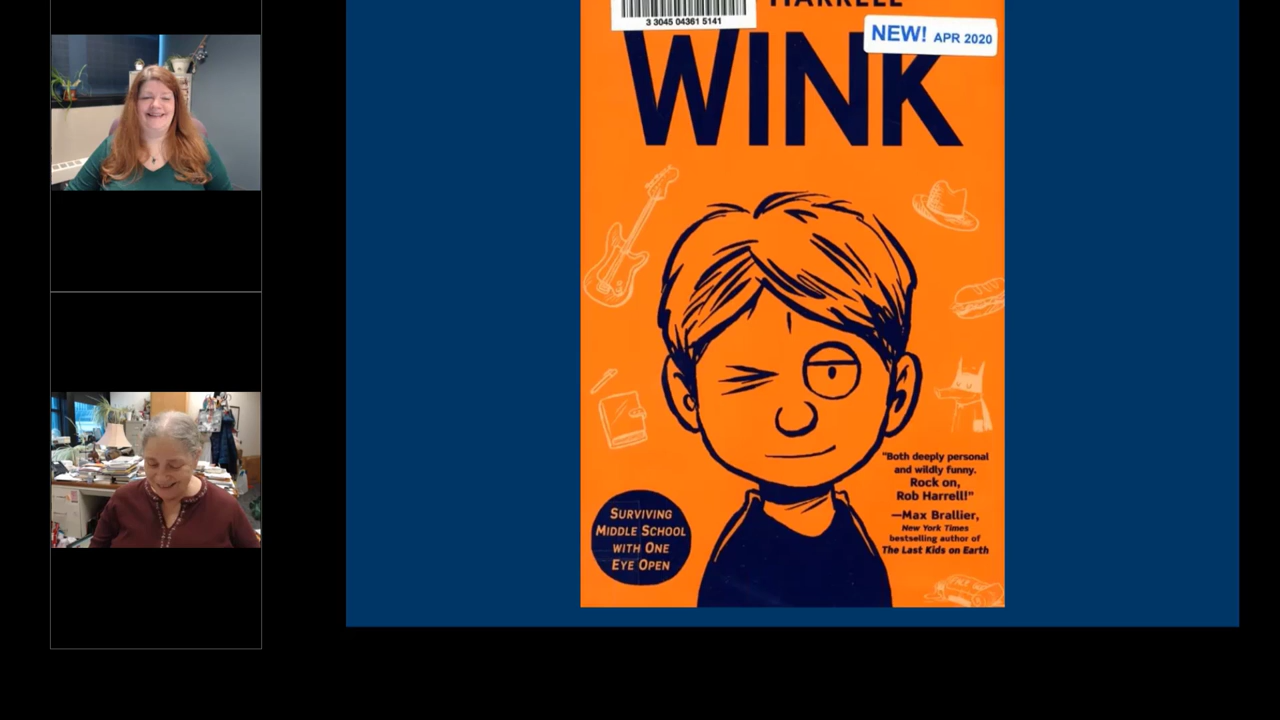 HARRELL
3 3045 04361 5141
NEW! APR 2020
WINK
"Both deeply personal
and wildly funny.
Rock on,
Rob Harrell!"
—Max Brallier,
New York Times
bestselling author of
The Last Kids on Earth
SURVIVING
MIDDLE SCHOOL
WITH ONE
EYE OPEN